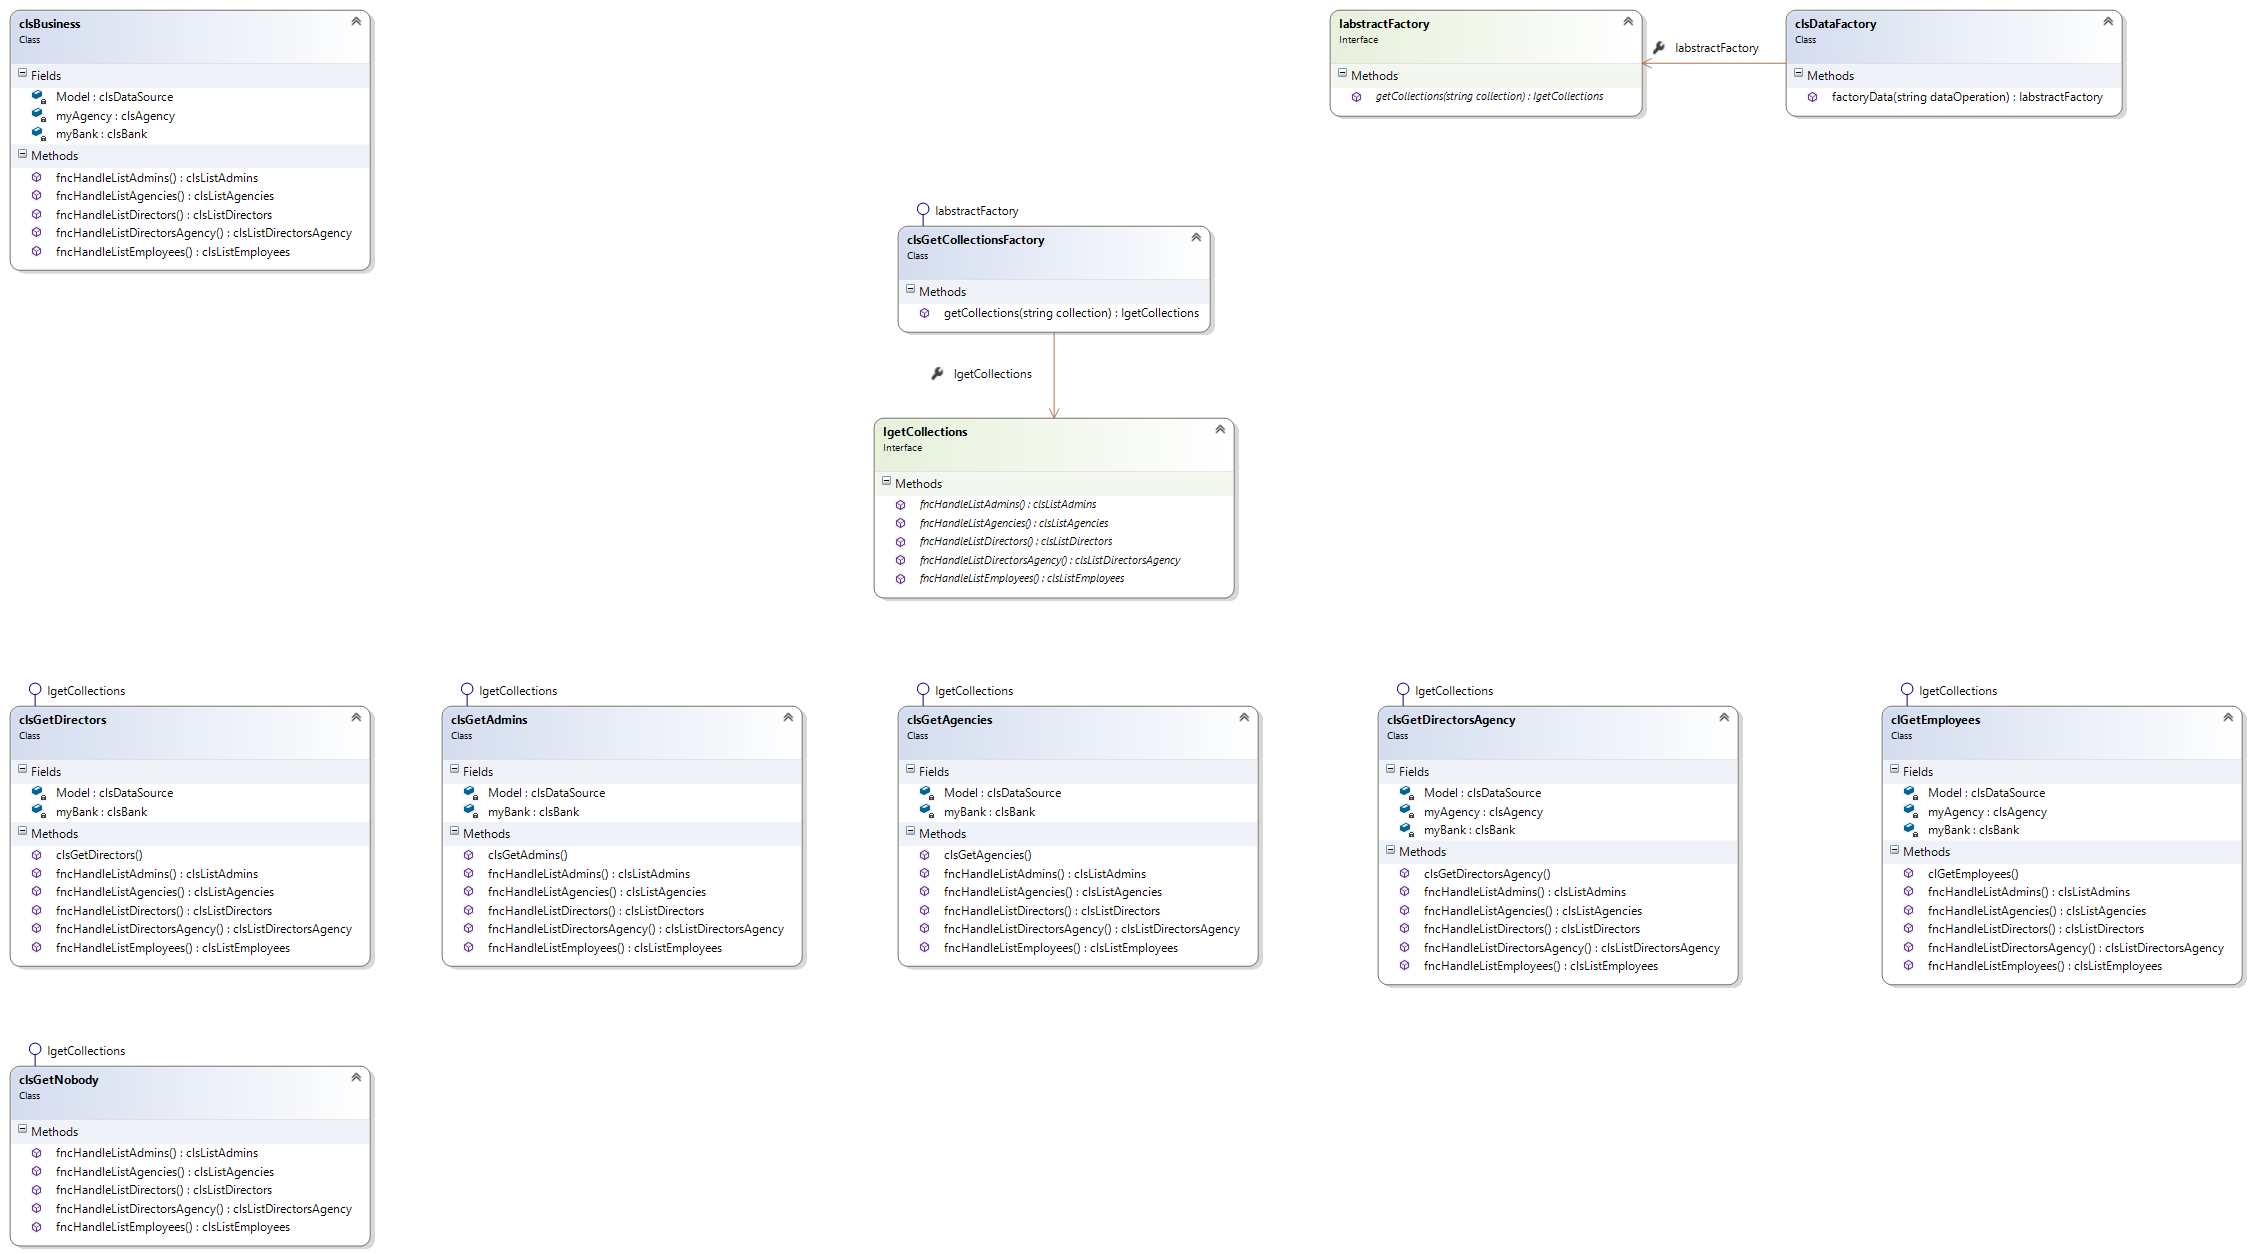 clsBusiness
Class
Fields
Model : clsDataSource
myAgency : clsAgency
myBank : clsBank
Methods
fncHandleListAdmins() : clsListAdmins
fncHandleListAgencies() : clsListAgencies
fncHandleListDirectors() : clsListDirectors
fncHandleListDirectorsAgency() : clsListDirectorsAgency
fncHandleListEmployees() : clsListEmployees
IabstractFactory
Interface
Methods
getCollections(string collection) : IgetCollections
IabstractFactory
clsDataFactory
Class
Methods
factoryData(string dataOperation) : IabstractFactory
IabstractFactory
clsGetCollectionsFactory
Class
Methods
getCollections(string collection) : IgetCollections
IgetCollections
IgetCollections
Interface
Methods
fncHandleListAdmins() : clsListAdmins
fncHandleListAgencies() : clsListAgencies
fncHandleListDirectors() : clsListDirectors
fncHandleListDirectorsAgency() : clsListDirectorsAgency
fncHandleListEmployees() : clsListEmployees
IgetCollections
clsGetDirectors
Class
Fields
Model : clsDataSource
myBank : clsBank
Methods
clsGetDirectors()
fncHandleListAdmins() : clsListAdmins
fncHandleListAgencies() : clsListAgencies
fncHandleListDirectors() : clsListDirectors
fncHandleListDirectorsAgency() : clsListDirectorsAgency
fncHandleListEmployees() : clsListEmployees
IgetCollections
clsGetAdmins
Class
Fields
Model : clsDataSource
myBank : clsBank
Methods
clsGetAdmins()
fncHandleListAdmins() : clsListAdmins
fncHandleListAgencies() : clsListAgencies
fncHandleListDirectors() : clsListDirectors
fncHandleListDirectorsAgency() : clsListDirectorsAgency
fncHandleListEmployees() : clsListEmployees
IgetCollections
clsGetAgencies
Class
Fields
Model : clsDataSource
myBank : clsBank
Methods
clsGetAgencies()
fncHandleListAdmins() : clsListAdmins
fncHandleListAgencies() : clsListAgencies
fncHandleListDirectors() : clsListDirectors
fncHandleListDirectorsAgency() : clsListDirectorsAgency
fncHandleListEmployees() : clsListEmployees
IgetCollections
clsGetDirectorsAgency
Class
Fields
Model : clsDataSource
myAgency : clsAgency
myBank : clsBank
Methods
clsGetDirectorsAgency()
fncHandleListAdmins() : clsListAdmins
fncHandleListAgencies() : clsListAgencies
fncHandleListDirectors() : clsListDirectors
fncHandleListDirectorsAgency() : clsListDirectorsAgency
fncHandleListEmployees() : clsListEmployees
IgetCollections
clGetEmployees
Class
Fields
Model : clsDataSource
myAgency : clsAgency
myBank : clsBank
Methods
clGetEmployees()
fncHandleListAdmins() : clsListAdmins
fncHandleListAgencies() : clsListAgencies
fncHandleListDirectors() : clsListDirectors
fncHandleListDirectorsAgency() : clsListDirectorsAgency
fncHandleListEmployees() : clsListEmployees
IgetCollections
clsGetNobody
Class
Methods
fncHandleListAdmins() : clsListAdmins
fncHandleListAgencies() : clsListAgencies
fncHandleListDirectors() : clsListDirectors
fncHandleListDirectorsAgency() : clsListDirectorsAgency
fncHandleListEmployees() : clsListEmployees